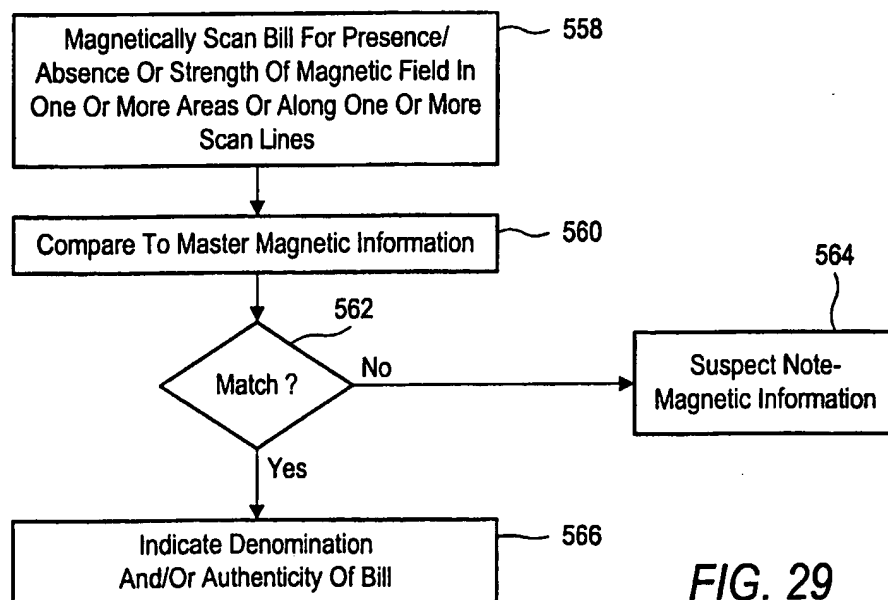 Magnetically Scan Bill For Presence/
Absence Or Strength Of Magnetic Field In
One Or More Areas Or Along One Or More
Scan Lines
558
Compare To Master Magnetic Information
560
562
Match ?
No
564
Suspect Note-
Magnetic Information
Yes
Indicate Denomination
And/Or Authenticity Of Bill
566
FIG. 29